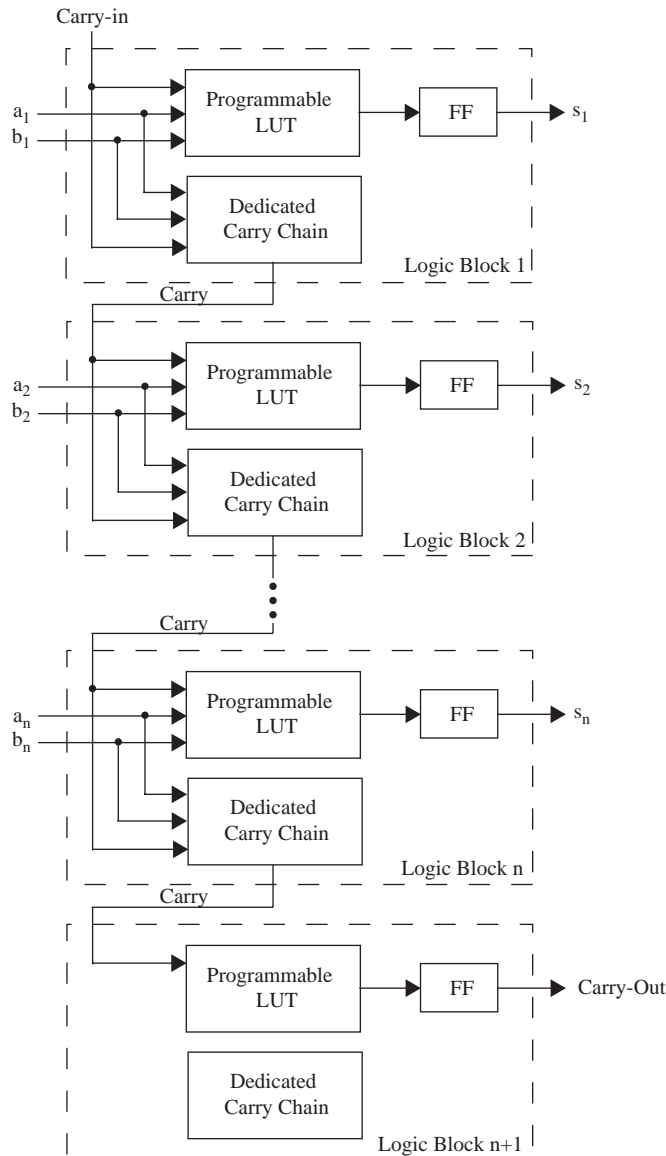 Carry-in
a1
b1
Programmable
LUT
FF
s1
Dedicated
Carry Chain
Logic Block 1
Carry
a2
b2
Programmable
LUT
FF
s2
Dedicated
Carry Chain
Logic Block 2
Carry
an
bn
Programmable
LUT
FF
sn
Dedicated
Carry Chain
Logic Block n
Carry
Programmable
LUT
FF
Carry-Out
Dedicated
Carry Chain
Logic Block n+1